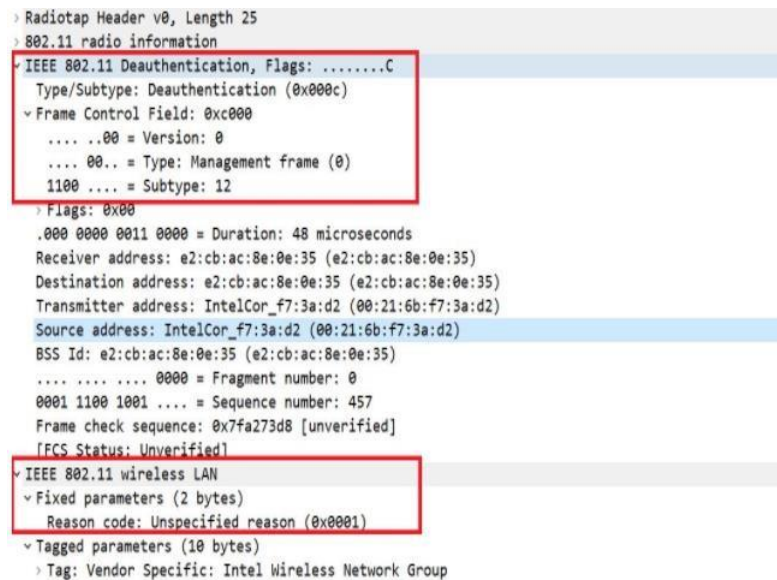 Radiotap Header v0, Length 25
802.11 radio information
IEEE 802.11 Deauthentication, Flags: ........C
Type/Subtype: Deauthentication (0x000c)
Frame Control Field: 0xc000
.... ..00 = Version: 0
.... 00.. = Type: Management frame (0)
1100 .... = Subtype: 12
Flags: 0x00
.000 0000 0011 0000 = Duration: 48 microseconds
Receiver address: e2:cb:ac:8e:0e:35 (e2:cb:ac:8e:0e:35)
Destination address: e2:cb:ac:8e:0e:35 (e2:cb:ac:8e:0e:35)
Transmitter address: IntelCor_f7:3a:d2 (00:21:6b:f7:3a:d2)
Source address: IntelCor_f7:3a:d2 (00:21:6b:f7:3a:d2)
BSS Id: e2:cb:ac:8e:0e:35 (e2:cb:ac:8e:0e:35)
.... .... .... 0000 = Fragment number: 0
0001 1100 1001 .... = Sequence number: 457
Frame check sequence: 0x7fa273d8 [unverified]
[FCS Status: Unverified]
IEEE 802.11 wireless LAN
Fixed parameters (2 bytes)
Reason code: Unspecified reason (0x0001)
Tagged parameters (10 bytes)
Tag: Vendor Specific: Intel Wireless Network Group